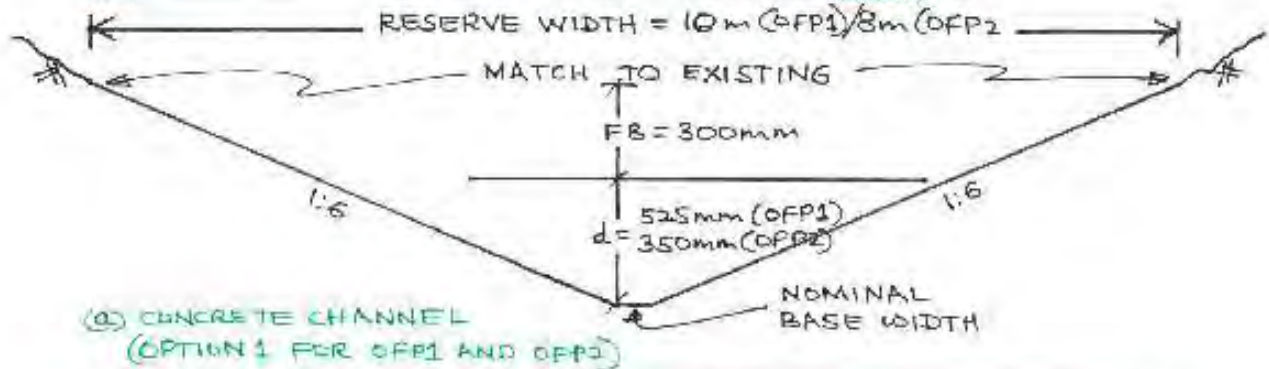 RESERVE WIDTH = 10m (OFP1)/8m (OFP2
MATCH TO EXISTING
FB = 300mm
1:6
1:6
d = 525mm (OFP1)
350mm (OFP2)
NOMINAL
BASE WIDTH
(a) CONCRETE CHANNEL
(OPTION 1 FOR OFP1 AND OFP2)